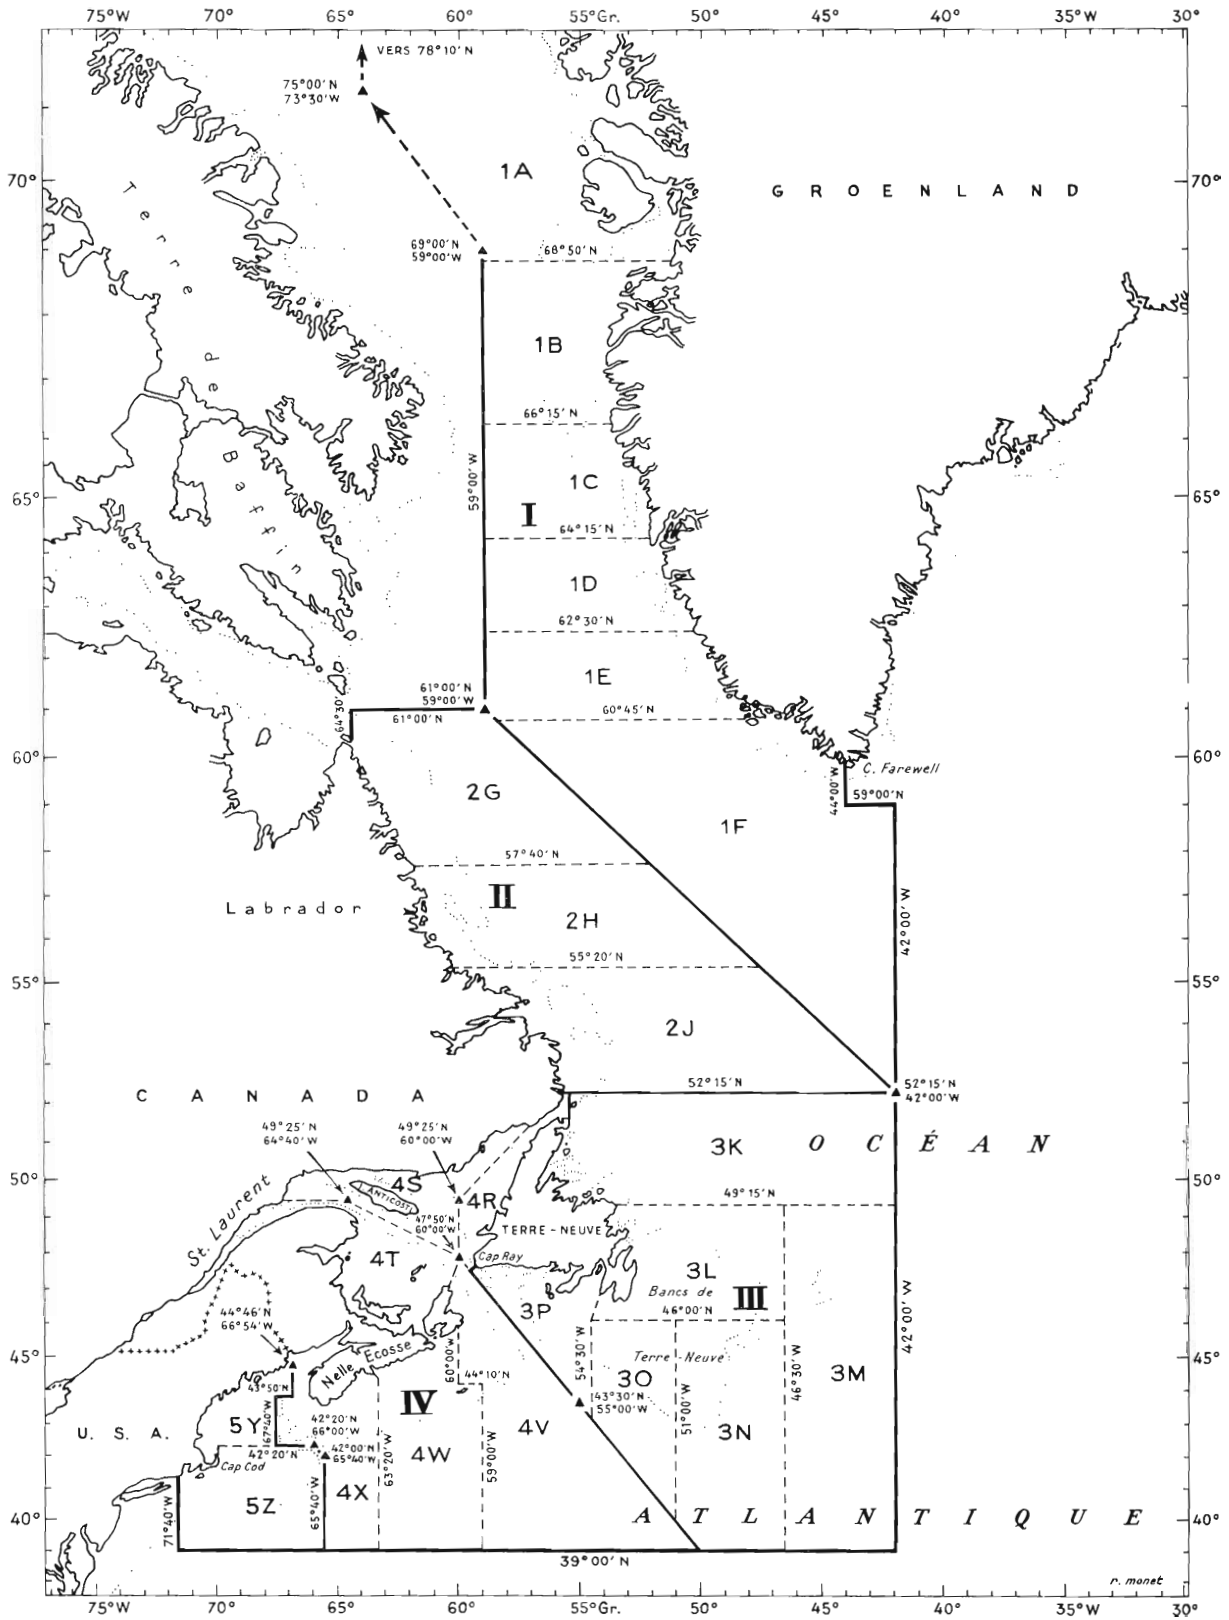 75°W 70° 65° 60° 55°Gr. 50° 45° 40° 35°W 30°
VERS 78°10'N
75°00'N
73°30'W
1A
70°
GROENLAND
70°
Terre de Baffin
69°00'N
59°00'W
68°50'N
1B
66°15'N
59°00'W
1C
65°
65°
I
64°15'N
1D
62°30'N
1E
61°00'N
59°00'W
64°30'
61°00'N
60°45'N
60°
60°
C. Farewell
44°00'W
59°00'N
2G
1F
57°40'N
II
Labrador
2H
42°00'W
55°20'N
55°
55°
2J
52°15'N
52°15'N
42°00'W
CANADA
49°25'N
64°40'W
49°25'N
60°00'W
3K
OCÉAN
50°
50°
4S
I. ANTICOSTI
4R
49°15'N
St. Laurent
47°50'N
60°00'W
TERRE-NEUVE
Cap Ray
4T
3L
Bancs de
III
46°00'N
3P
44°46'N
66°54'W
42°00'W
45°
45°
Nelle Ecosse
60°00'W
44°10'N
54°30'W
Terre-Neuve
3O
46°30'W
3M
43°50'N
43°30'N
55°00'W
51°00'W
IV
U.S.A.
5Y
67°40'W
42°20'N
66°00'W
4V
3N
42°20'N
42°00'N
65°40'W
63°20'W
4W
59°00'W
Cap Cod
5Z
4X
71°40'W
65°40'W
40°
ATLANTIQUE
40°
39°00'N
r. monet
75°W 70° 65° 60° 55°Gr. 50° 45° 40° 35°W 30°